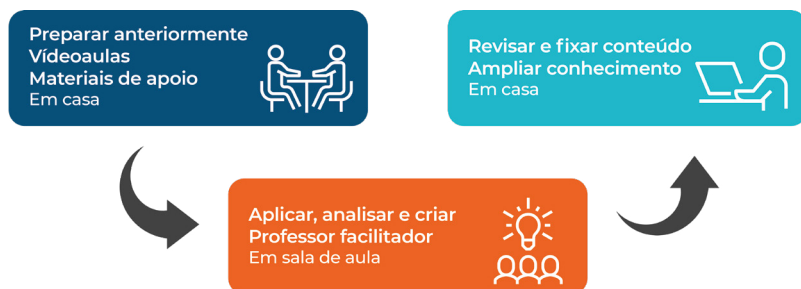 Preparar anteriormente
Vídeoaulas
Materiais de apoio
Em casa
Aplicar, analisar e criar
Professor facilitador
Em sala de aula
Revisar e fixar conteúdo
Ampliar conhecimento
Em casa